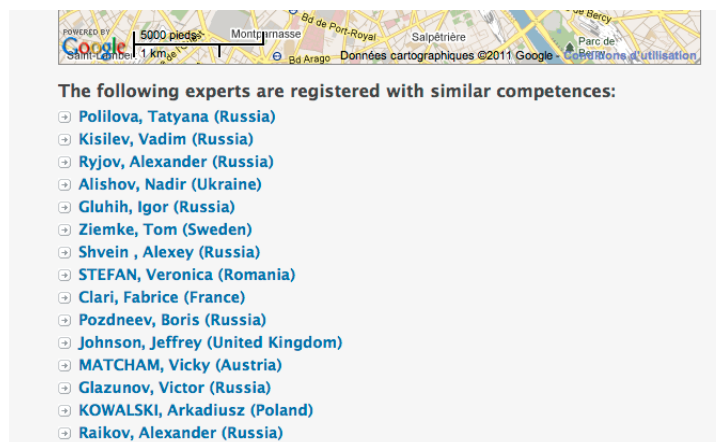 Bd de Port-Royal
Bercy
POWERED BY
Google
5000 pieds
Montparnasse
Salpêtrière
Parc de
1 km
Bd Arago
Données cartographiques ©2011 Google - Conditions d'utilisation
The following experts are registered with similar competences:
Polilova, Tatyana (Russia)
Kisilev, Vadim (Russia)
Ryjov, Alexander (Russia)
Alishov, Nadir (Ukraine)
Gluhih, Igor (Russia)
Ziemke, Tom (Sweden)
Shvein , Alexey (Russia)
STEFAN, Veronica (Romania)
Clari, Fabrice (France)
Pozdneev, Boris (Russia)
Johnson, Jeffrey (United Kingdom)
MATCHAM, Vicky (Austria)
Glazunov, Victor (Russia)
KOWALSKI, Arkadiusz (Poland)
Raikov, Alexander (Russia)